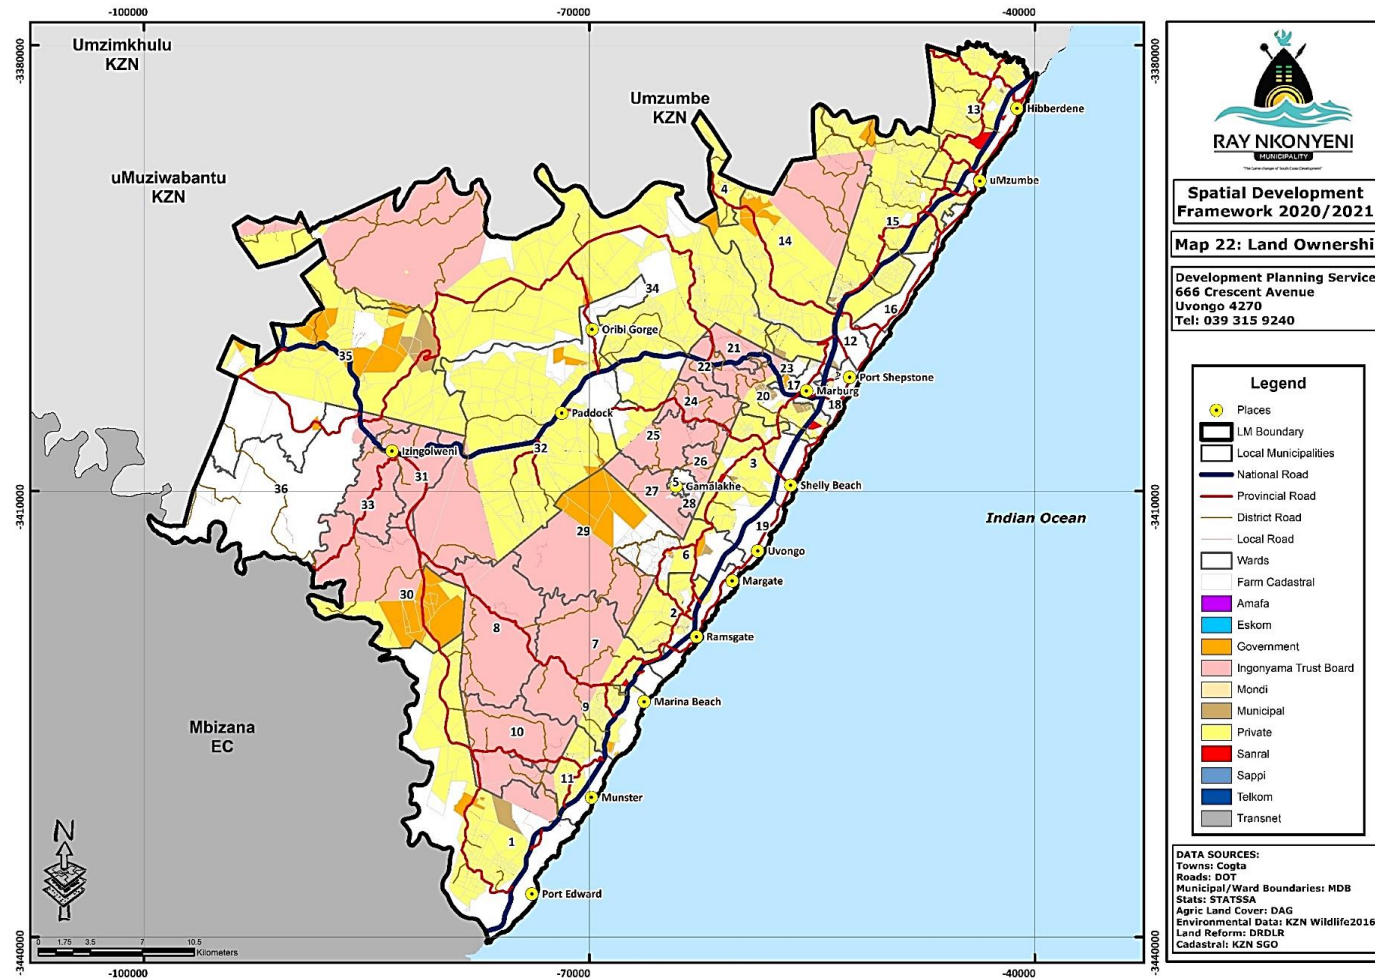 -100000
-70000
-40000
-3380000
-3380000
Umzimkhulu
KZN
Umzumbe
KZN
uMuziwabantu
KZN
13
Hibberdene
uMzumbe
4
15
14
34
16
Oribi Gorge
12
21
35
22
23
Port Shepstone
17
Marburg
20
18
24
Paddock
25
32
Izingolweni
26
3
31
5
Gamalakhe
Shelly Beach
36
27
28
33
-3410000
-3410000
Indian Ocean
19
29
6
Uvongo
Margate
30
2
8
Ramsgate
7
Marina Beach
9
Mbizana
EC
10
11
Munster
1
Port Edward
N
0 1.75 3.5 7 10.5
Kilometers
-3440000
-3440000
-100000
-70000
-40000
RAY NKONYENI
MUNICIPALITY
Spatial Development
Framework 2020/2021
Map 22: Land Ownershi
Development Planning Service
666 Crescent Avenue
Uvongo 4270
Tel: 039 315 9240
Legend
Places
LM Boundary
Local Municipalities
National Road
Provincial Road
District Road
Local Road
Wards
Farm Cadastral
Amafa
Eskom
Government
Ingonyama Trust Board
Mondi
Municipal
Private
Sanral
Sappi
Telkom
Transnet
DATA SOURCES:
Towns: Cogta
Roads: DOT
Municipal/Ward Boundaries: MDB
Stats: STATSSA
Agric Land Cover: DAG
Environmental Data: KZN Wildlife2016
Land Reform: DRDLR
Cadastral: KZN SGO